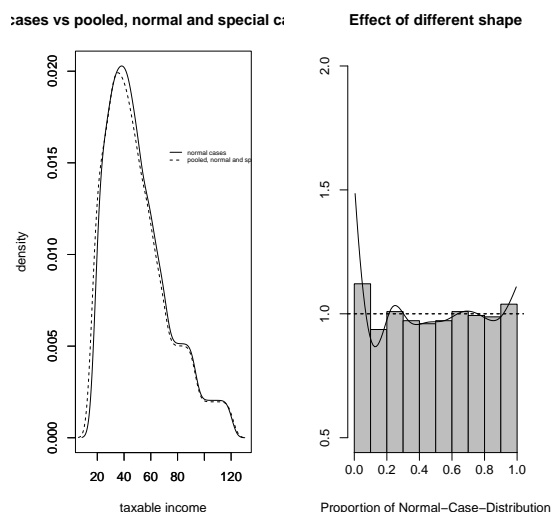 cases vs pooled, normal and special ca
density
0.000
0.005
0.010
0.015
0.020
normal cases
pooled, normal and sp
20 40 60 80 120
taxable income
Effect of different shape
0.5
1.0
1.5
2.0
0.0 0.2 0.4 0.6 0.8 1.0
Proportion of Normal−Case−Distribution